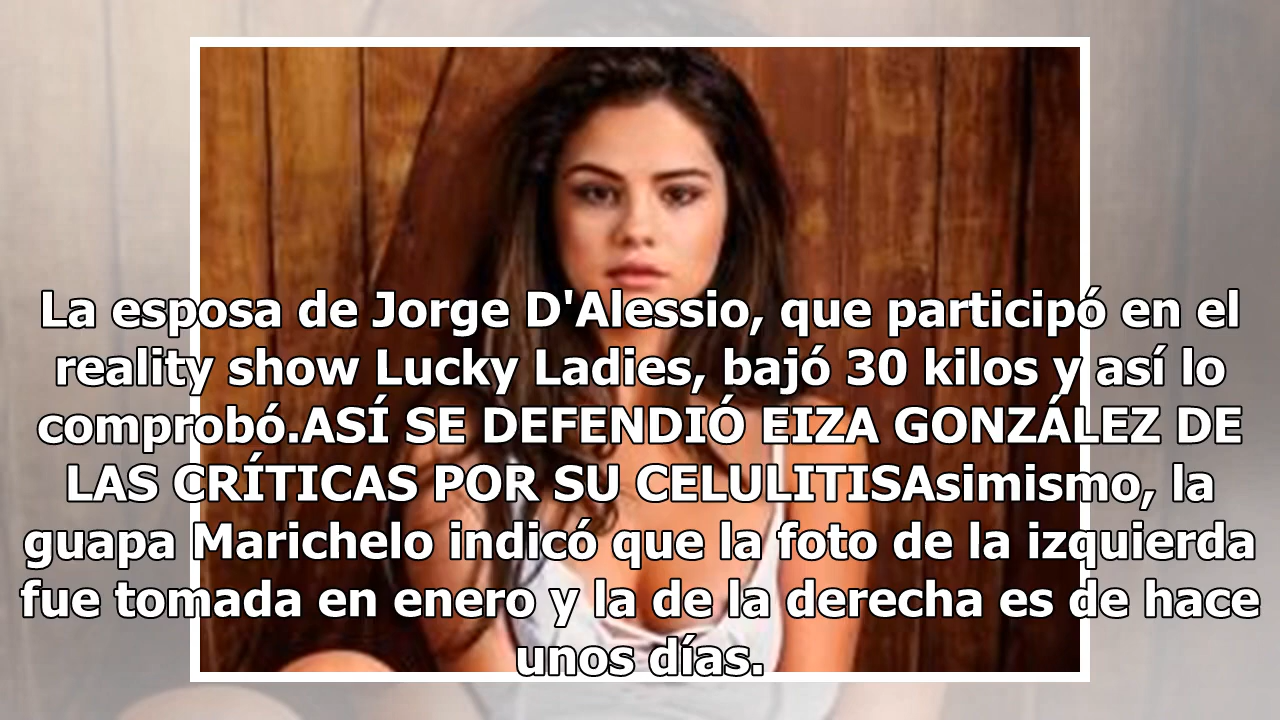 La esposa de Jorge D'Alessio, que participó en el
reality show Lucky Ladies, bajó 30 kilos y así lo
comprobó.ASÍ SE DEFENDIÓ EIZA GONZÁLEZ DE
LAS CRÍTICAS POR SU CELULITISAsimismo, la
guapa Marichelo indicó que la foto de la izquierda
fue tomada en enero y la de la derecha es de hace
unos días.